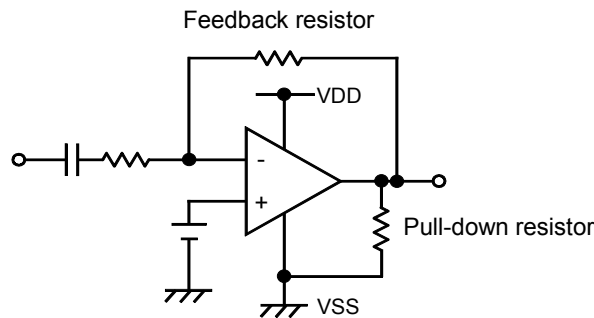 Feedback resistor
VDD
-
+
Pull-down resistor
VSS